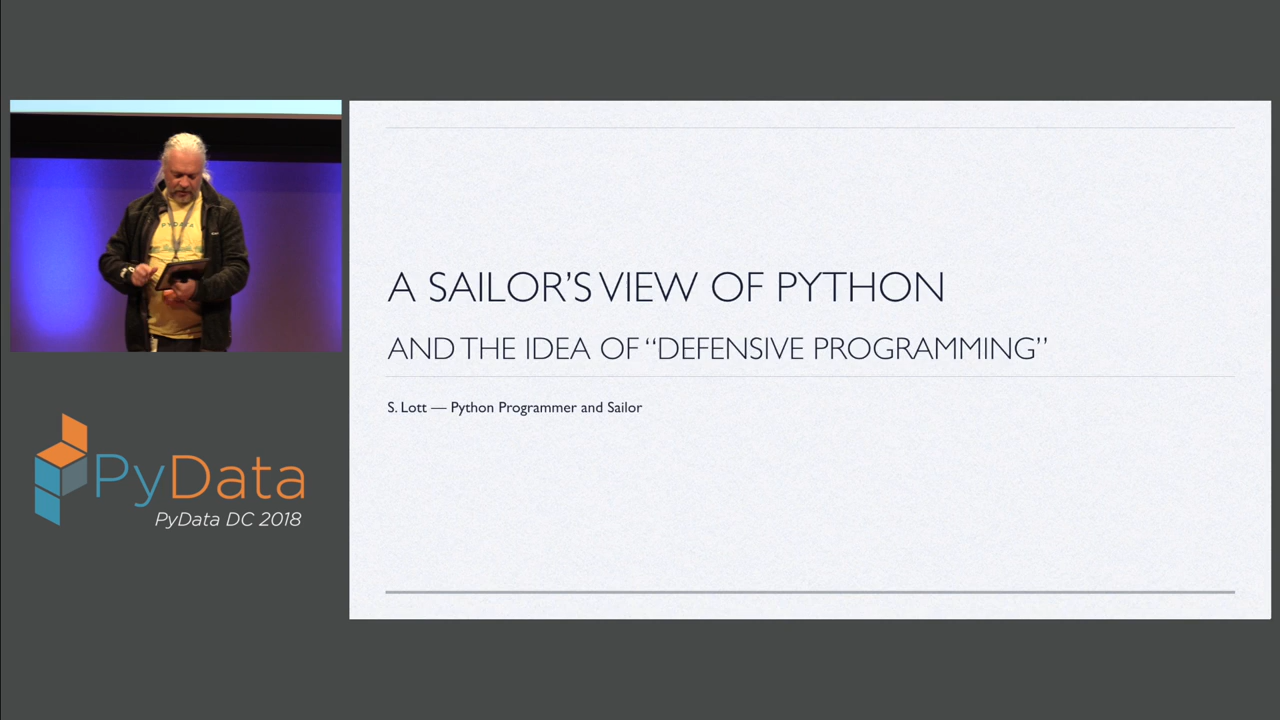 PYDATA
A SAILOR’S VIEW OF PYTHON
AND THE IDEA OF “DEFENSIVE PROGRAMMING”
S. Lott — Python Programmer and Sailor
PyData
PyData DC 2018